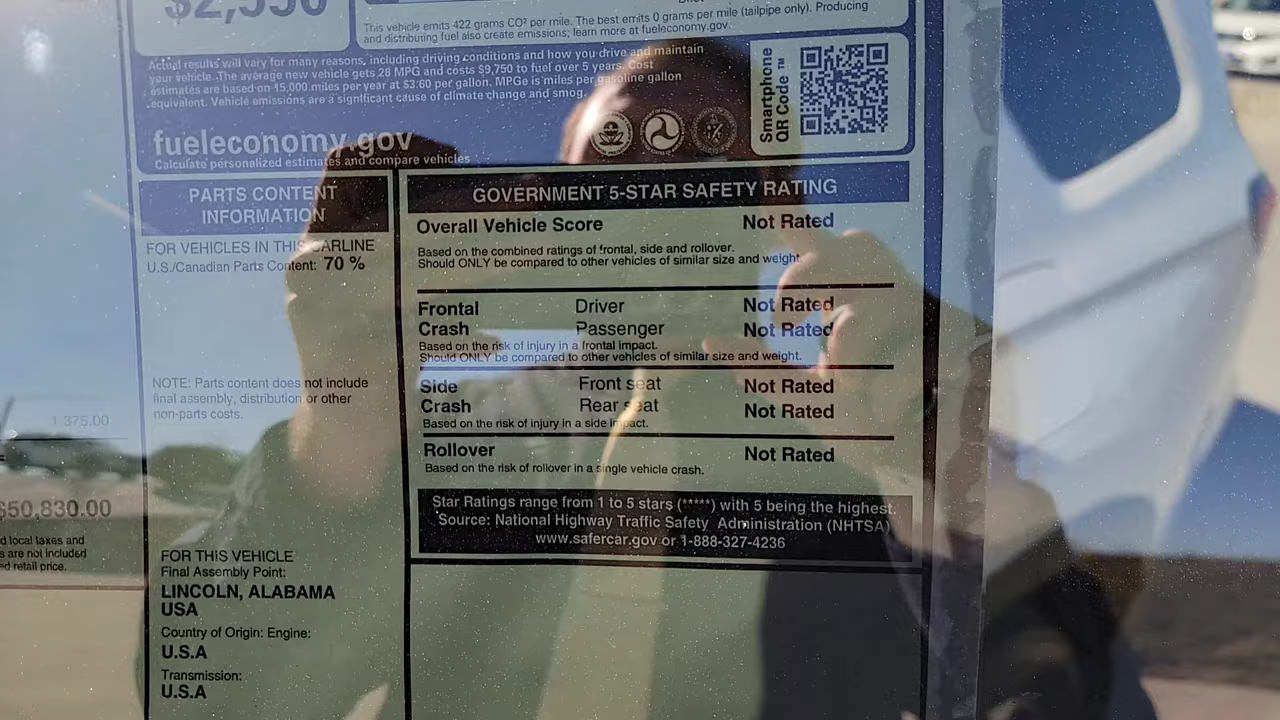 $2,550
This vehicle emits 422 grams CO² per mile. The best emits 0 grams per mile (tailpipe only). Producing
and distributing fuel also create emissions; learn more at fueleconomy.gov.
Actual results will vary for many reasons, including driving conditions and how you drive and maintain
your vehicle. The average new vehicle gets 28 MPG and costs $9,750 to fuel over 5 years. Cost
estimates are based on 15,000 miles per year at $3.60 per gallon. MPGe is miles per gasoline gallon
equivalent. Vehicle emissions are a significant cause of climate change and smog.
fueleconomy.gov
Calculate personalized estimates and compare vehicles
Smartphone
QR Code™
PARTS CONTENT
INFORMATION
FOR VEHICLES IN THIS CARLINE
U.S./Canadian Parts Content: 70 %
NOTE: Parts content does not include
final assembly, distribution or other
non-parts costs.
FOR THIS VEHICLE
Final Assembly Point:
LINCOLN, ALABAMA
USA
Country of Origin: Engine:
U.S.A
Transmission:
U.S.A
GOVERNMENT 5-STAR SAFETY RATING
Overall Vehicle Score Not Rated
Based on the combined ratings of frontal, side and rollover.
Should ONLY be compared to other vehicles of similar size and weight.
Frontal Driver Not Rated
Crash Passenger Not Rated
Based on the risk of injury in a frontal impact.
Should ONLY be compared to other vehicles of similar size and weight.
Side Front seat Not Rated
Crash Rear seat Not Rated
Based on the risk of injury in a side impact.
Rollover Not Rated
Based on the risk of rollover in a single vehicle crash.
Star Ratings range from 1 to 5 stars (*****) with 5 being the highest.
Source: National Highway Traffic Safety Administration (NHTSA)
www.safercar.gov or 1-888-327-4236
1 375.00
$50,830.00
d local taxes and
s are not included
ed retail price.